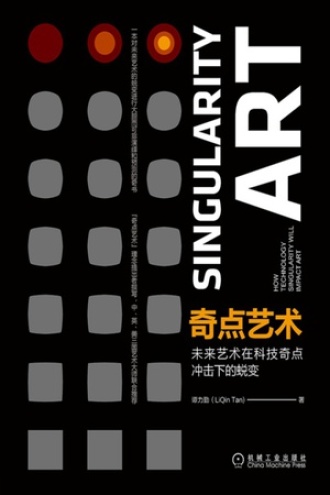 SINGULARITY
ART
HOW
TECHNOLOGY
SINGULARITY WILL
IMPACT ART
奇点艺术
未来艺术在科技奇点
冲击下的蜕变
谭力勤（LiQin Tan） 著
机械工业出版社
China Machine Press